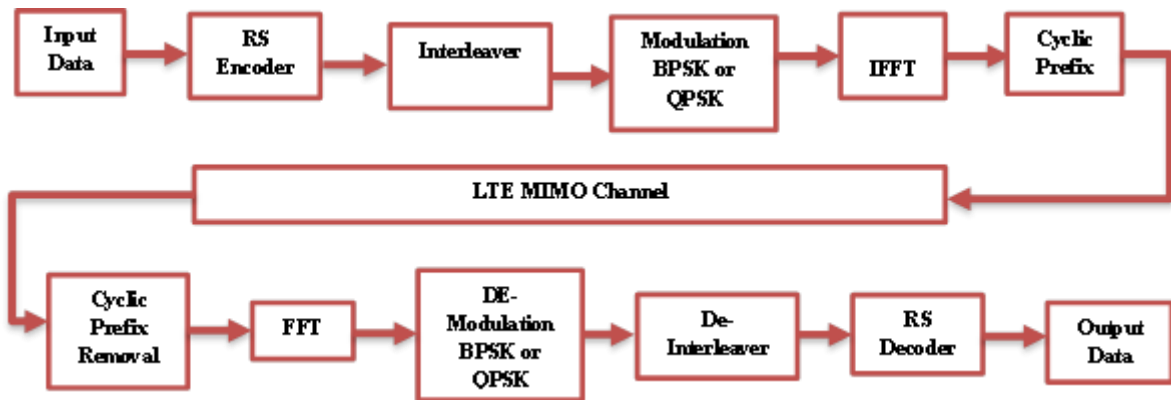 Input
Data
RS
Encoder
Interleaver
Modulation
BPSK or
QPSK
IFFT
Cyclic
Prefix
LTE MIMO Channel
Cyclic
Prefix
Removal
FFT
DE-
Modulation
BPSK or
QPSK
De-
Interleaver
RS
Decoder
Output
Data